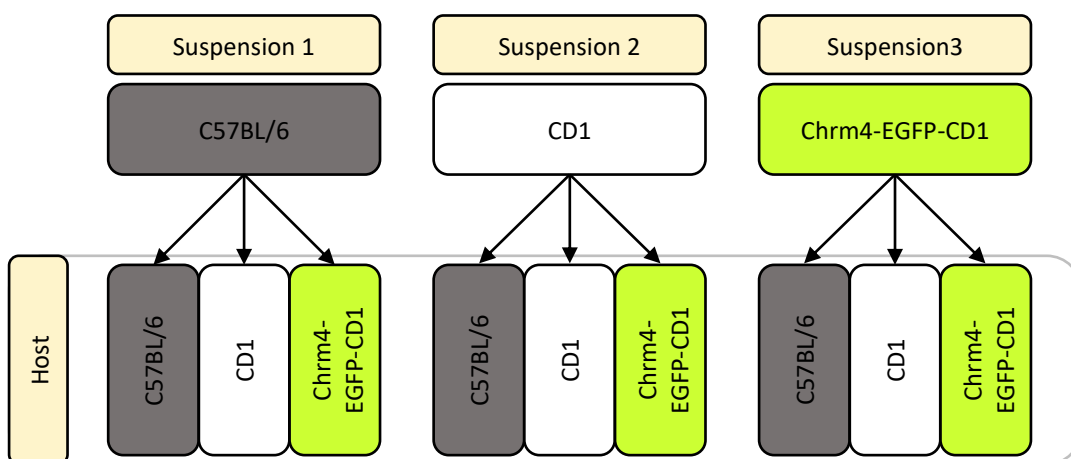 Suspension 1
Suspension 2
Suspension3
C57BL/6
CD1
Chrm4-EGFP-CD1
Host
C57BL/6
CD1
Chrm4-
EGFP-CD1
C57BL/6
CD1
Chrm4-
EGFP-CD1
C57BL/6
CD1
Chrm4-
EGFP-CD1